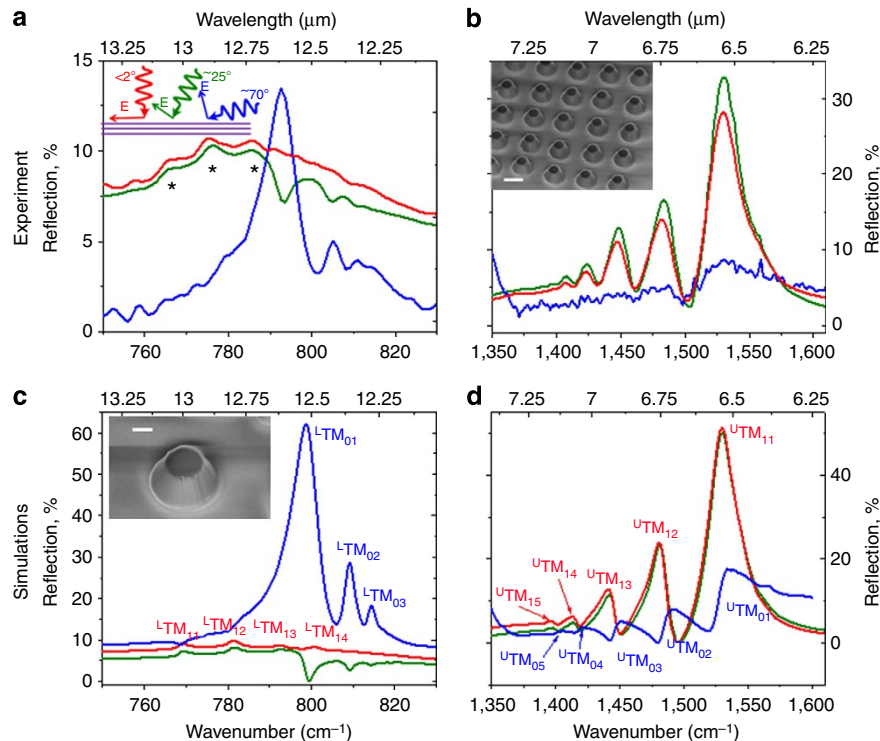 a
Wavelength (μm)
13.25 13 12.75 12.5 12.25
15
10
5
0
<2°
~25°
~70°
E
E
E
* * *
Experiment
Reflection, %
760 780 800 820
b
Wavelength (μm)
7.25 7 6.75 6.5 6.25
30
20
10
0
Reflection, %
1,350 1,400 1,450 1,500 1,550 1,600
c
13.25 13 12.75 12.5 12.25
60
50
40
30
20
10
0
ᴸTM₀₁
ᴸTM₀₂
ᴸTM₀₃
ᴸTM₁₁
ᴸTM₁₂
ᴸTM₁₃
ᴸTM₁₄
Simulations
Reflection, %
760 780 800 820
Wavenumber (cm⁻¹)
d
7.25 7 6.75 6.5 6.25
40
20
0
ᵁTM₁₁
ᵁTM₁₂
ᵁTM₁₃
ᵁTM₁₄
ᵁTM₁₅
ᵁTM₀₁
ᵁTM₀₂
ᵁTM₀₃
ᵁTM₀₄
ᵁTM₀₅
Reflection, %
1,350 1,400 1,450 1,500 1,550 1,600
Wavenumber (cm⁻¹)